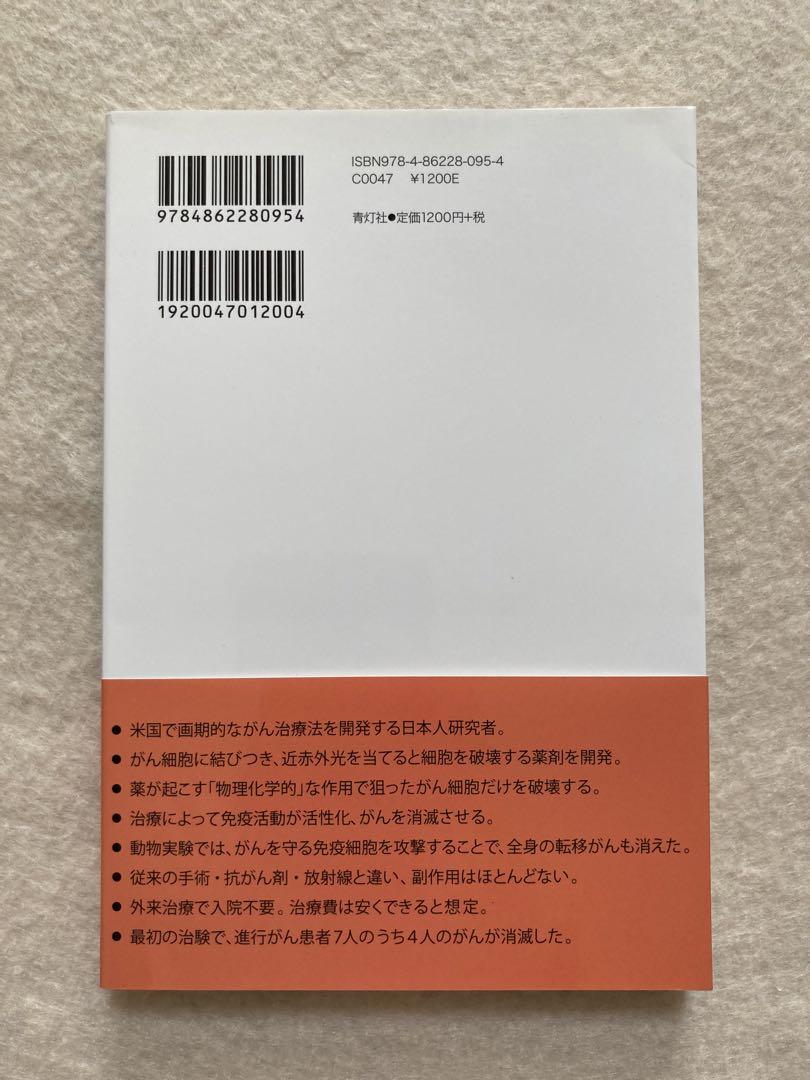 ISBN978-4-86228-095-4
C0047 ¥1200E
9784862280954
青灯社●定価1200円+税
1920047012004
● 米国で画期的ながん治療法を開発する日本人研究者。
● がん細胞に結びつき、近赤外光を当てると細胞を破壊する薬剤を開発。
● 薬が起こす「物理化学的」な作用で狙ったがん細胞だけを破壊する。
● 治療によって免疫活動が活性化、がんを消滅させる。
● 動物実験では、がんを守る免疫細胞を攻撃することで、全身の転移がんも消えた。
● 従来の手術・抗がん剤・放射線と違い、副作用はほとんどない。
● 外来治療で入院不要。治療費は安くできると想定。
● 最初の治験で、進行がん患者7人のうち4人のがんが消滅した。